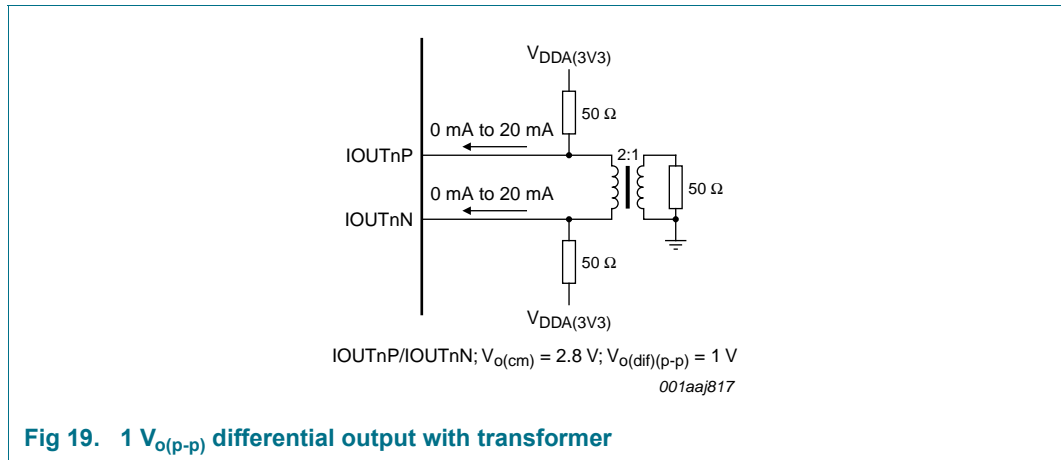 VDDA(3V3)
50 Ω
0 mA to 20 mA
IOUTnP
2:1
50 Ω
0 mA to 20 mA
IOUTnN
50 Ω
VDDA(3V3)
IOUTnP/IOUTnN; Vo(cm) = 2.8 V; Vo(dif)(p-p) = 1 V
001aaj817
Fig 19. 1 Vo(p-p) differential output with transformer